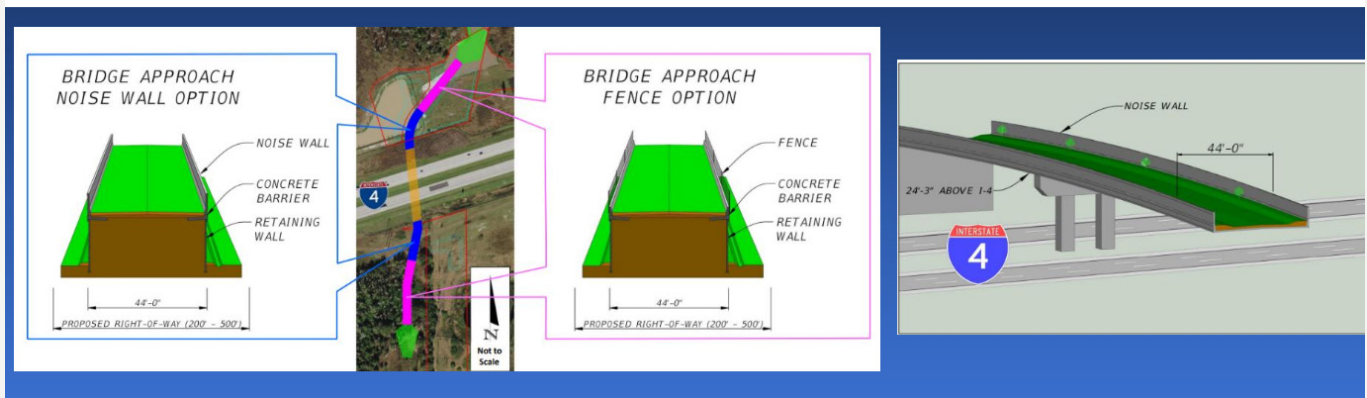 BRIDGE APPROACH
NOISE WALL OPTION
NOISE WALL
CONCRETE
BARRIER
RETAINING
WALL
44'-0"
PROPOSED RIGHT-OF-WAY (200' - 500')
INTERSTATE
4
N
Not to
Scale
BRIDGE APPROACH
FENCE OPTION
FENCE
CONCRETE
BARRIER
RETAINING
WALL
44'-0"
PROPOSED RIGHT-OF-WAY (200' - 500')
NOISE WALL
44'-0"
24'-3" ABOVE I-4
INTERSTATE
4